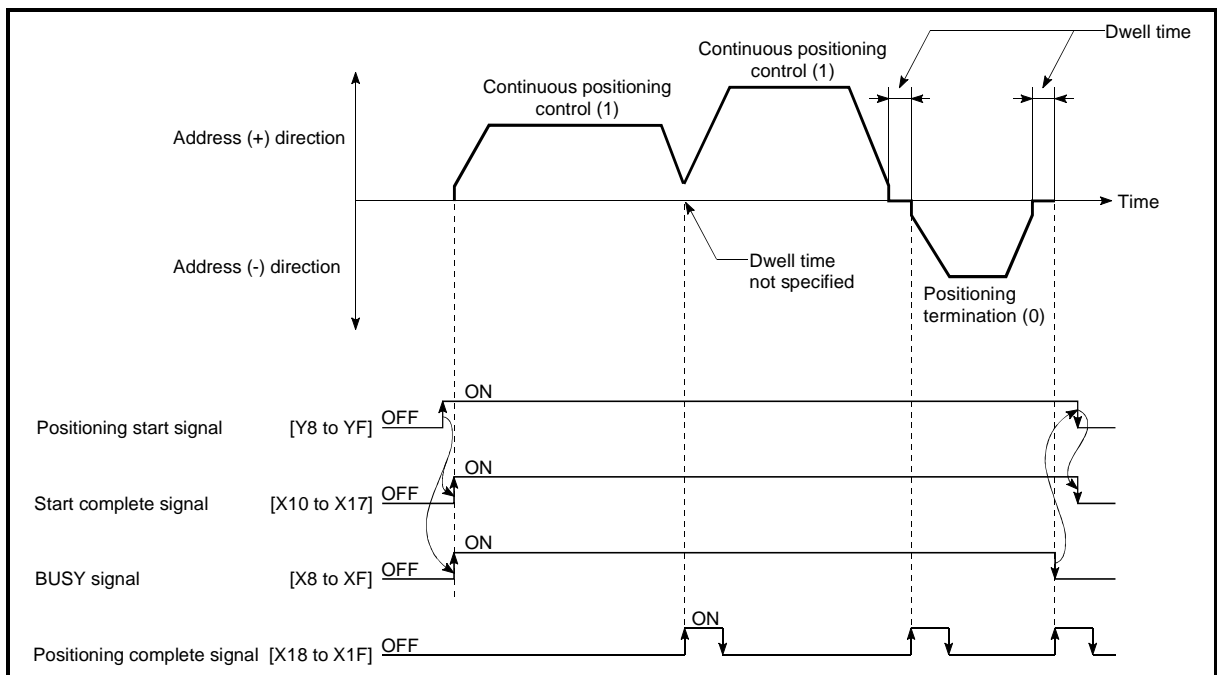 Dwell time
Continuous positioning
control (1)
Continuous positioning
control (1)
Address (+) direction
Time
Address (-) direction
Dwell time
not specified
Positioning
termination (0)
ON
Positioning start signal [Y8 to YF] OFF
ON
Start complete signal [X10 to X17] OFF
ON
BUSY signal [X8 to XF] OFF
ON
Positioning complete signal [X18 to X1F] OFF